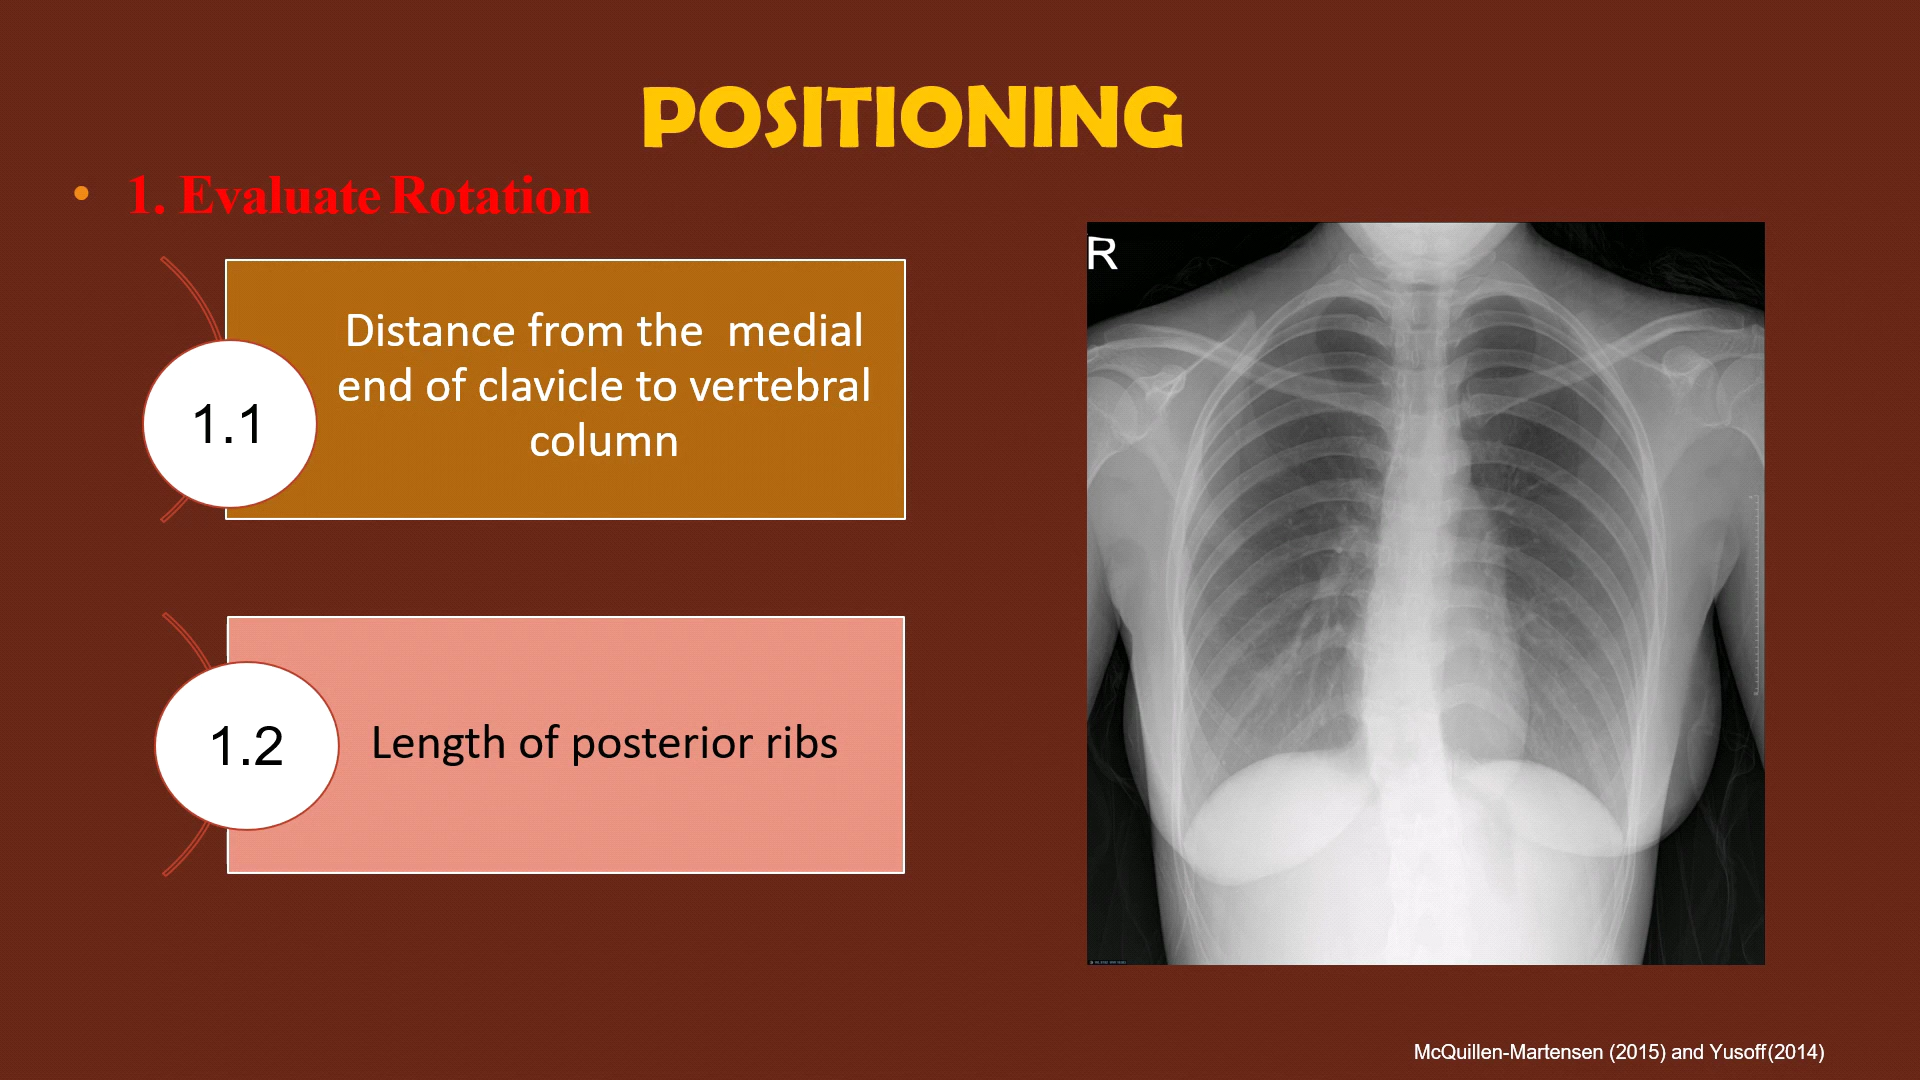 POSITIONING
• 1. Evaluate Rotation
R
1.1
Distance from the medial
end of clavicle to vertebral
column
1.2
Length of posterior ribs
McQuillen-Martensen (2015) and Yusoff(2014)